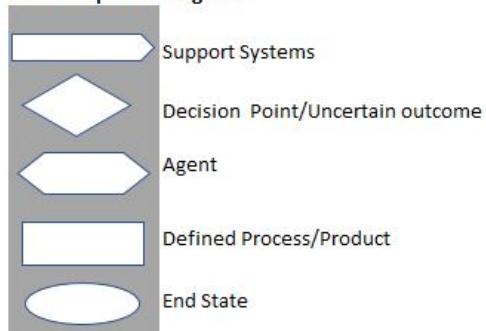 Support Systems
Decision Point/Uncertain outcome
Agent
Defined Process/Product
End State